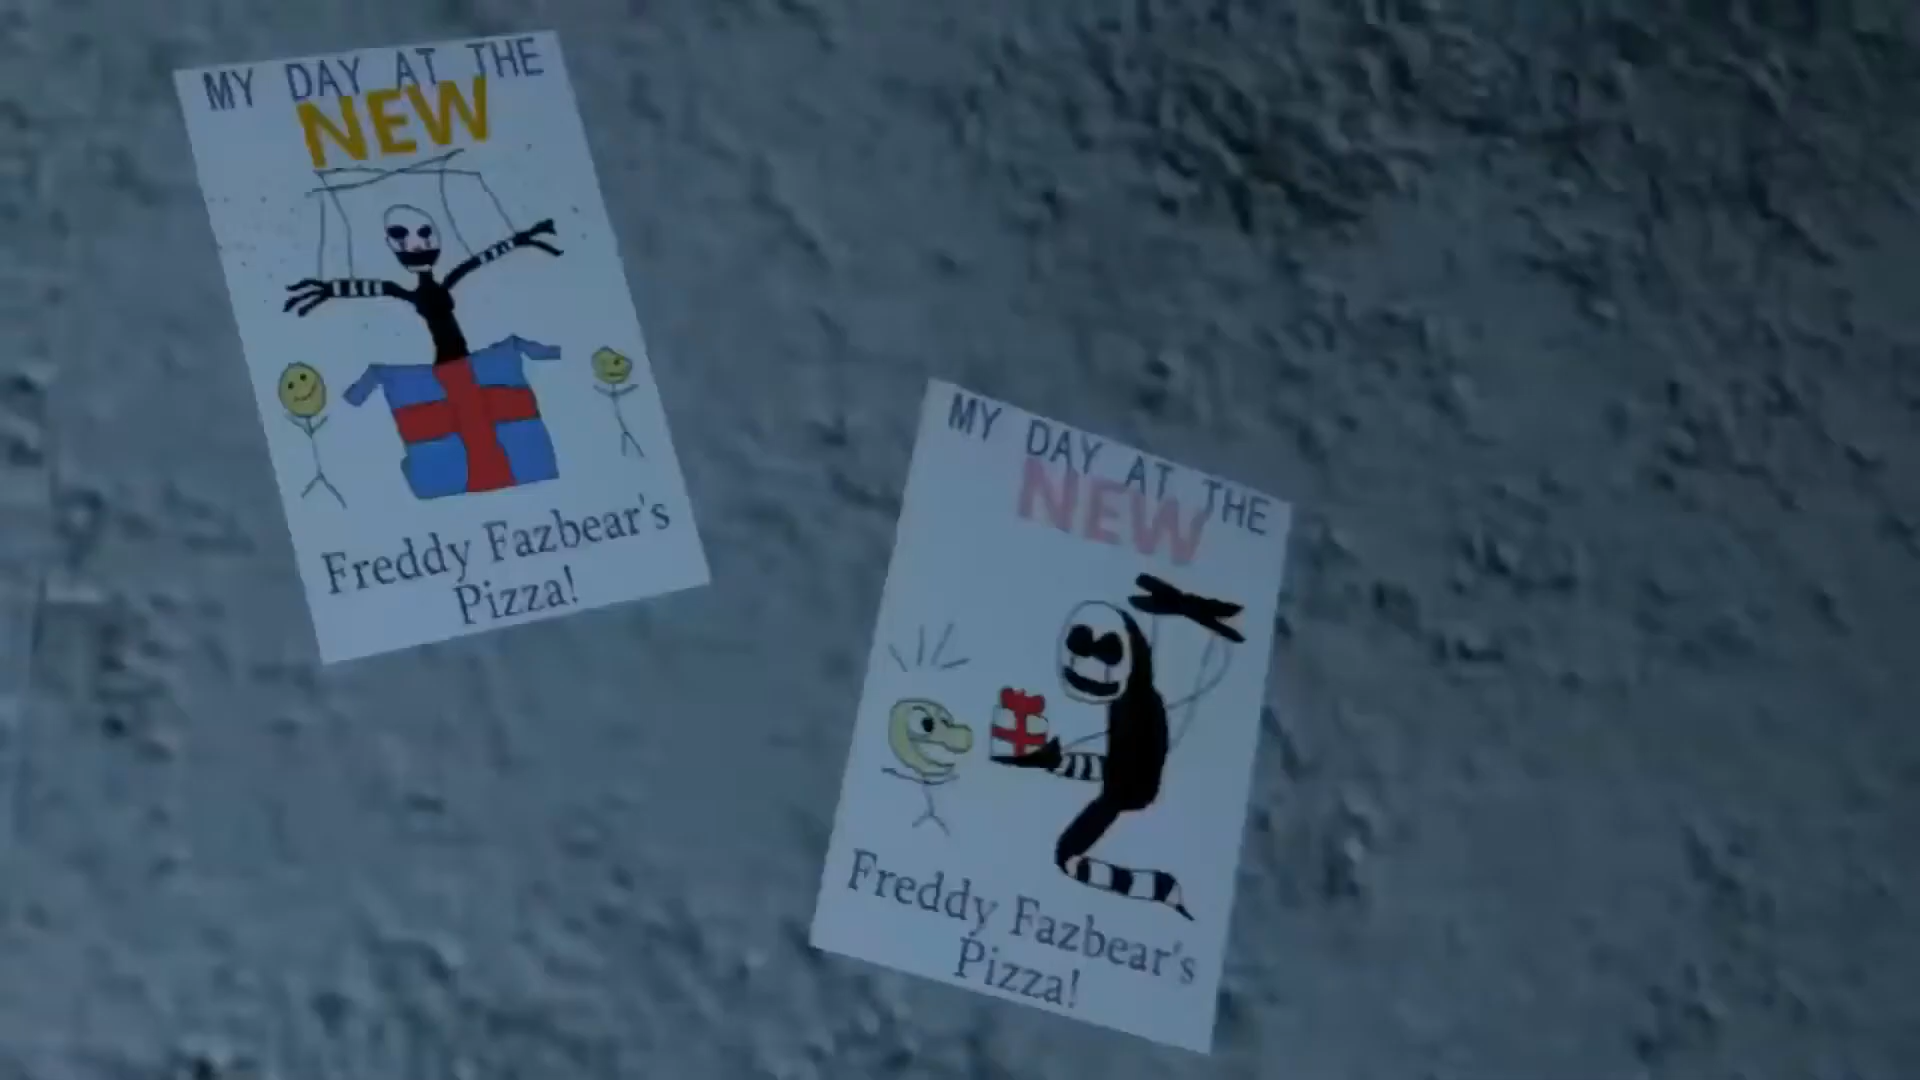 MY DAY AT THE
NEW
Freddy Fazbear's
Pizza!
MY DAY AT THE
NEW
Freddy Fazbear's
Pizza!